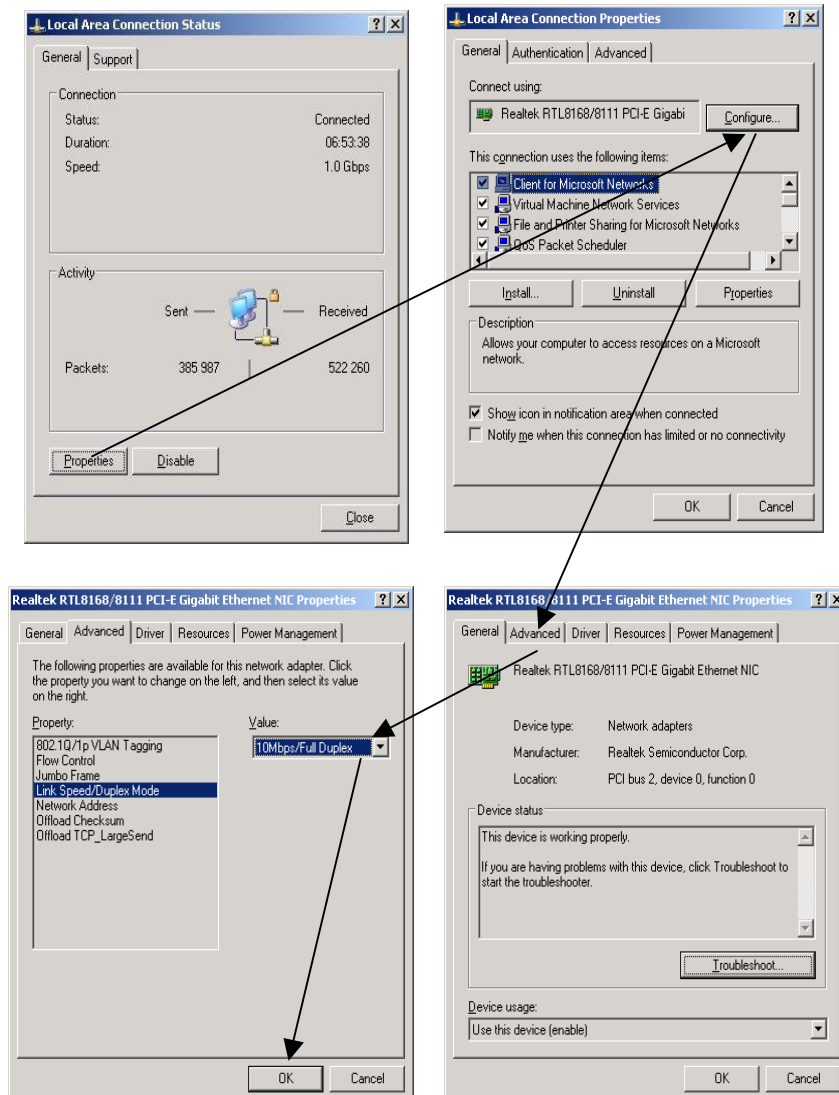 Local Area Connection Status
General Support
Connection
Status: Connected
Duration: 06:53:38
Speed: 1.0 Gbps
Activity
Sent — — Received
Packets: 385 987 522 260
Properties Disable
Close
Local Area Connection Properties
General Authentication Advanced
Connect using:
Realtek RTL8168/8111 PCI-E Gigabi Configure...
This connection uses the following items:
Client for Microsoft Networks
Virtual Machine Network Services
File and Printer Sharing for Microsoft Networks
QoS Packet Scheduler
Install... Uninstall Properties
Description
Allows your computer to access resources on a Microsoft
network.
Show icon in notification area when connected
Notify me when this connection has limited or no connectivity
OK Cancel
Realtek RTL8168/8111 PCI-E Gigabit Ethernet NIC Properties
General Advanced Driver Resources Power Management
The following properties are available for this network adapter. Click
the property you want to change on the left, and then select its value
on the right.
Property: Value:
802.1Q/1p VLAN Tagging
Flow Control
Jumbo Frame
Link Speed/Duplex Mode
Network Address
Offload Checksum
Offload TCP_LargeSend
10Mbps/Full Duplex
OK Cancel
Realtek RTL8168/8111 PCI-E Gigabit Ethernet NIC Properties
General Advanced Driver Resources Power Management
Realtek RTL8168/8111 PCI-E Gigabit Ethernet NIC
Device type: Network adapters
Manufacturer: Realtek Semiconductor Corp.
Location: PCI bus 2, device 0, function 0
Device status
This device is working properly.
If you are having problems with this device, click Troubleshoot to
start the troubleshooter.
Troubleshoot...
Device usage:
Use this device (enable)
OK Cancel